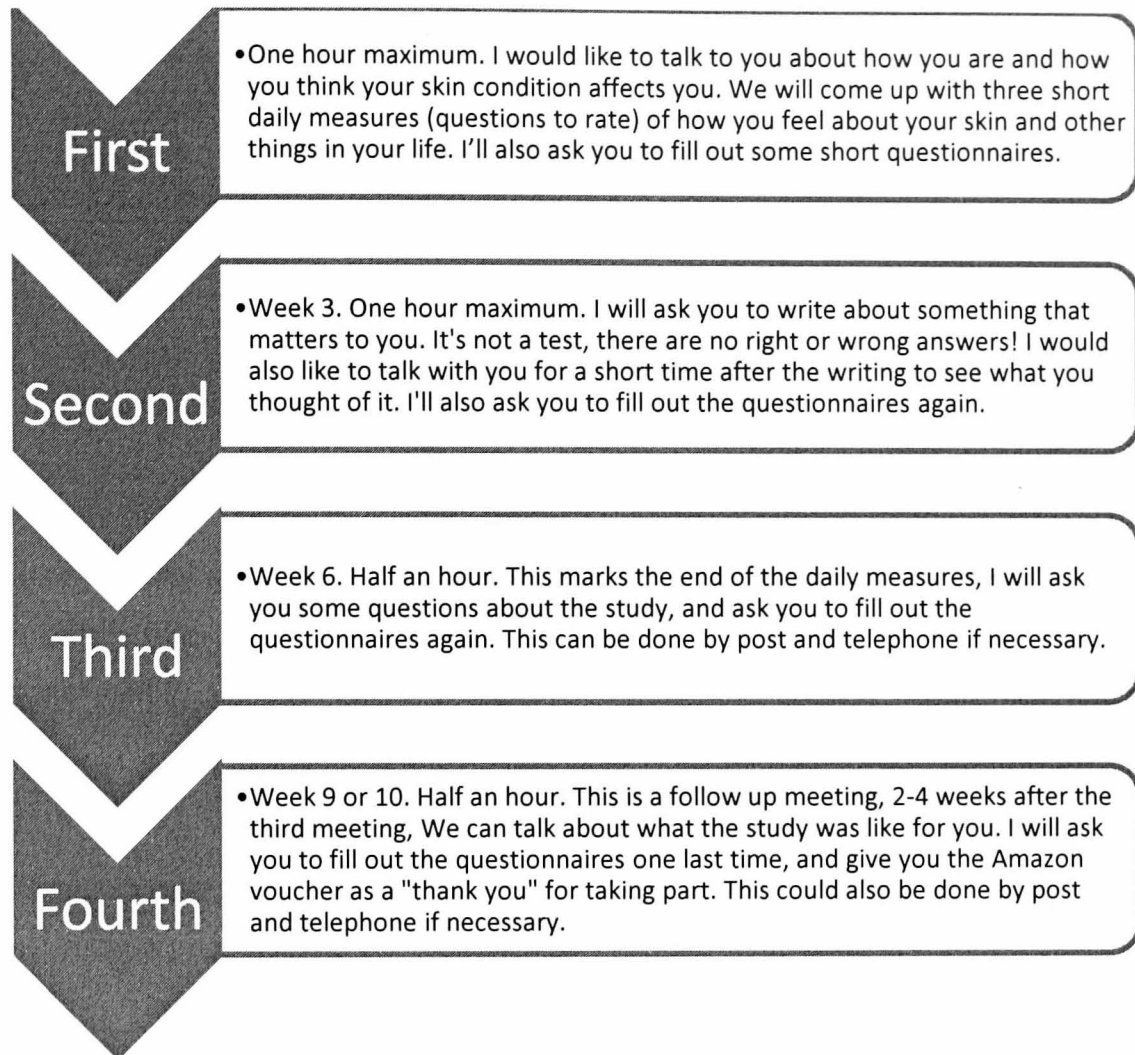 First
•One hour maximum. I would like to talk to you about how you are and how
you think your skin condition affects you. We will come up with three short
daily measures (questions to rate) of how you feel about your skin and other
things in your life. I'll also ask you to fill out some short questionnaires.
Second
•Week 3. One hour maximum. I will ask you to write about something that
matters to you. It's not a test, there are no right or wrong answers! I would
also like to talk with you for a short time after the writing to see what you
thought of it. I'll also ask you to fill out the questionnaires again.
Third
•Week 6. Half an hour. This marks the end of the daily measures, I will ask
you some questions about the study, and ask you to fill out the
questionnaires again. This can be done by post and telephone if necessary.
Fourth
•Week 9 or 10. Half an hour. This is a follow up meeting, 2-4 weeks after the
third meeting, We can talk about what the study was like for you. I will ask
you to fill out the questionnaires one last time, and give you the Amazon
voucher as a "thank you" for taking part. This could also be done by post
and telephone if necessary.